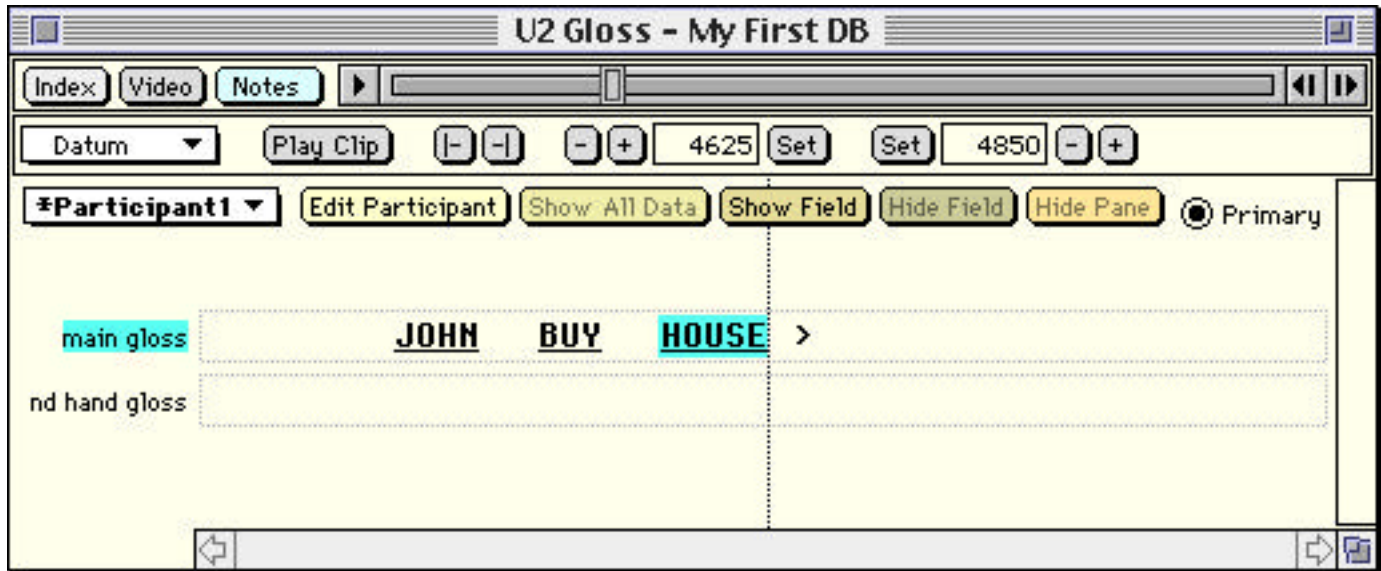 U2 Gloss - My First DB
Index Video Notes
Datum Play Clip |- -| - + 4625 Set Set 4850 - +
*Participant1 Edit Participant Show All Data Show Field Hide Field Hide Pane Primary
main gloss JOHN BUY HOUSE >
nd hand gloss